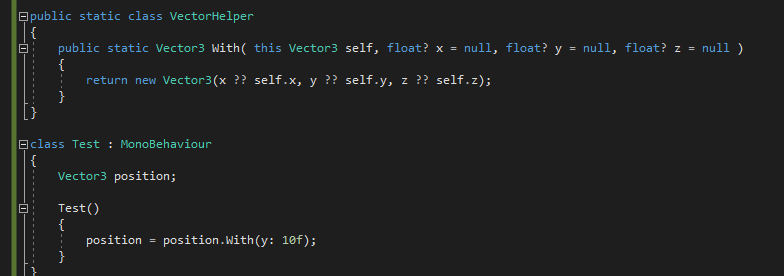 public static class VectorHelper
{
    public static Vector3 With( this Vector3 self, float? x = null, float? y = null, float? z = null )
    {
        return new Vector3(x ?? self.x, y ?? self.y, z ?? self.z);
    }
}

class Test : MonoBehaviour
{
    Vector3 position;

    Test()
    {
        position = position.With(y: 10f);
    }
}